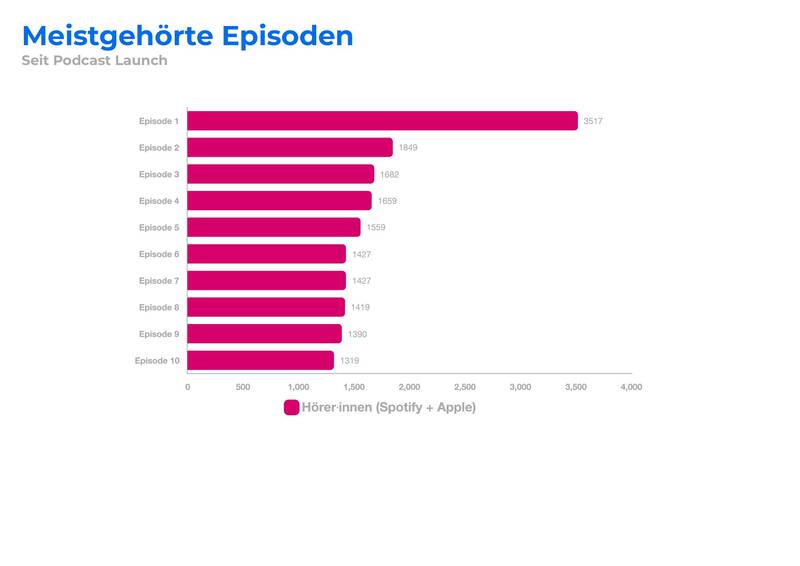 Meistgehörte Episoden
Seit Podcast Launch
Episode 1 3517
Episode 2 1849
Episode 3 1682
Episode 4 1659
Episode 5 1559
Episode 6 1427
Episode 7 1427
Episode 8 1419
Episode 9 1390
Episode 10 1319
0 500 1,000 1,500 2,000 2,500 3,000 3,500 4,000
Hörer·innen (Spotify + Apple)